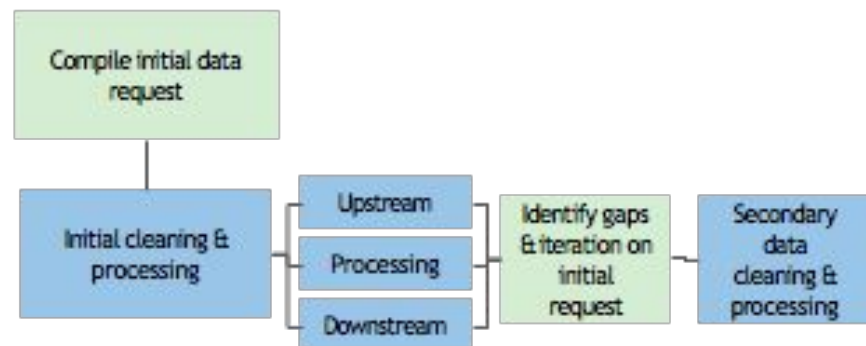 Compile initial data
request
Initial cleaning &
processing
Upstream
Processing
Downstream
Identify gaps
& iteration on
initial
request
Secondary
data
cleaning &
processing